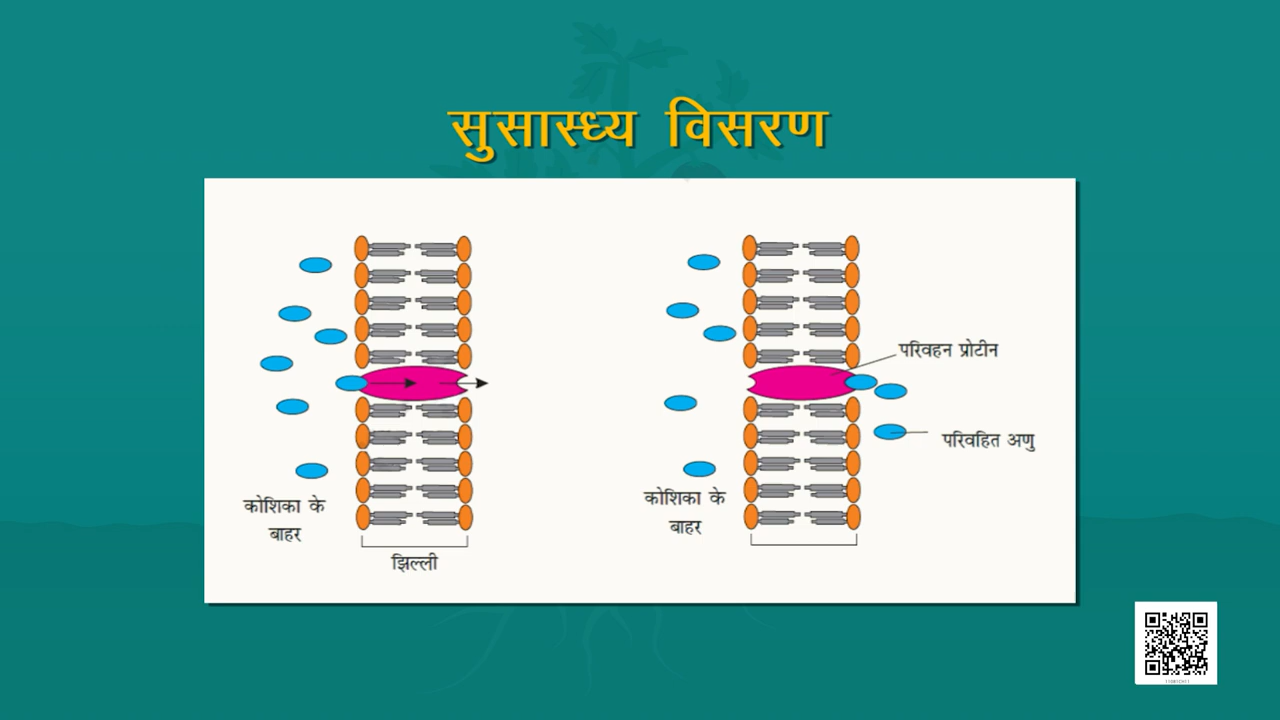 सुसास्ध्य विसरण
परिवहन प्रोटीन
परिवहित अणु
कोशिका के
बाहर
झिल्ली
कोशिका के
बाहर